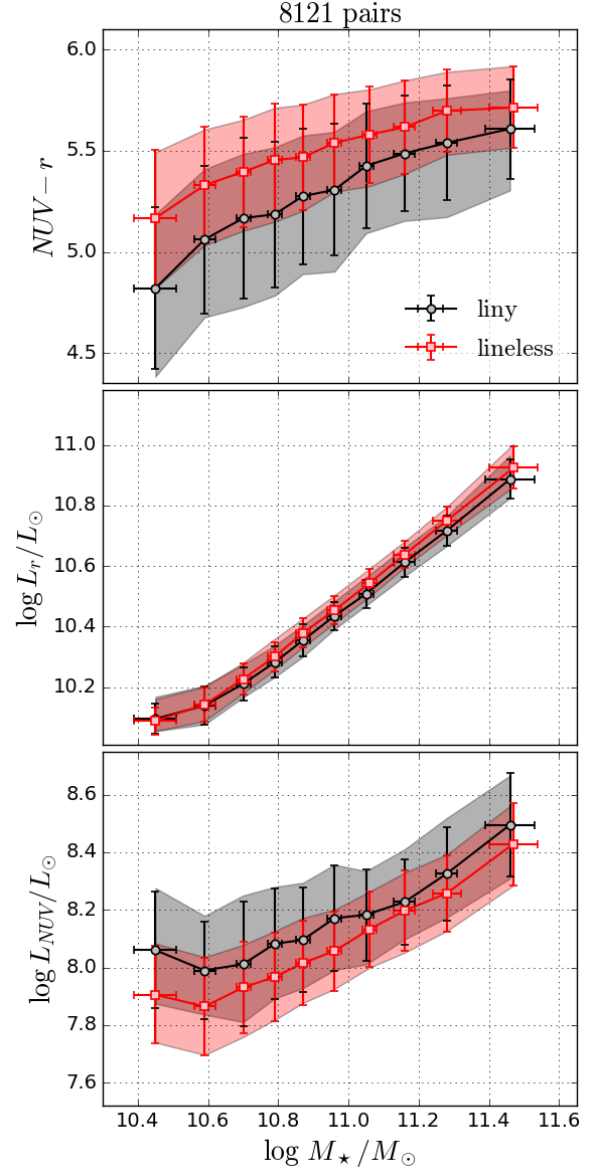 8121 pairs
6.0
5.5
5.0
4.5
NUV − r
liny
lineless
11.0
10.8
10.6
10.4
10.2
log L_r/L_⊙
8.6
8.4
8.2
8.0
7.8
7.6
log L_NUV/L_⊙
10.4 10.6 10.8 11.0 11.2 11.4 11.6
log M_⋆/M_⊙